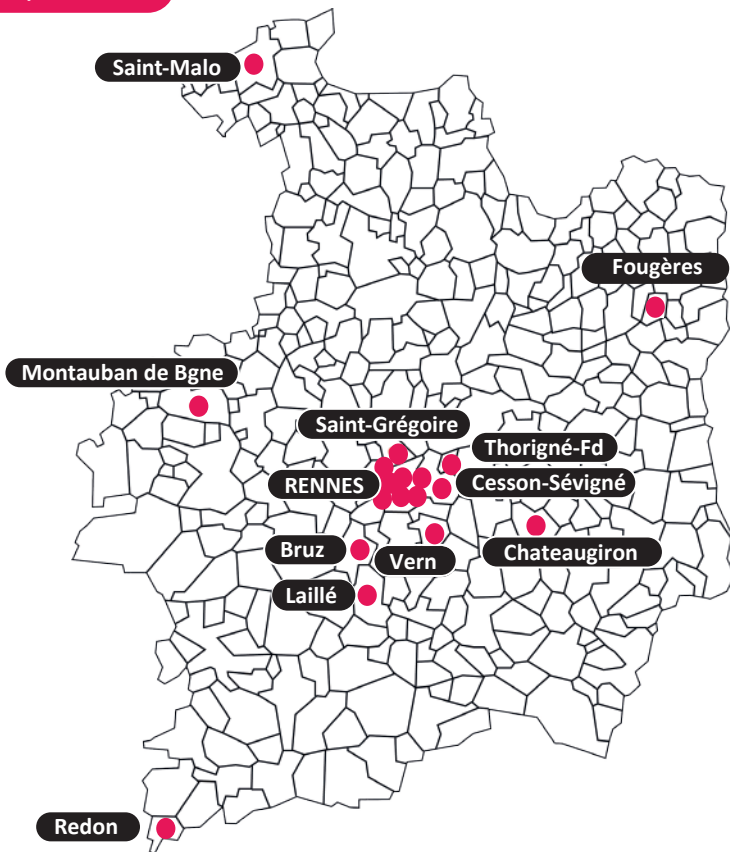 Saint-Malo
Fougères
Montauban de Bgne
Saint-Grégoire
Thorigné-Fd
RENNES
Cesson-Sévigné
Bruz
Vern
Chateaugiron
Laillé
Redon